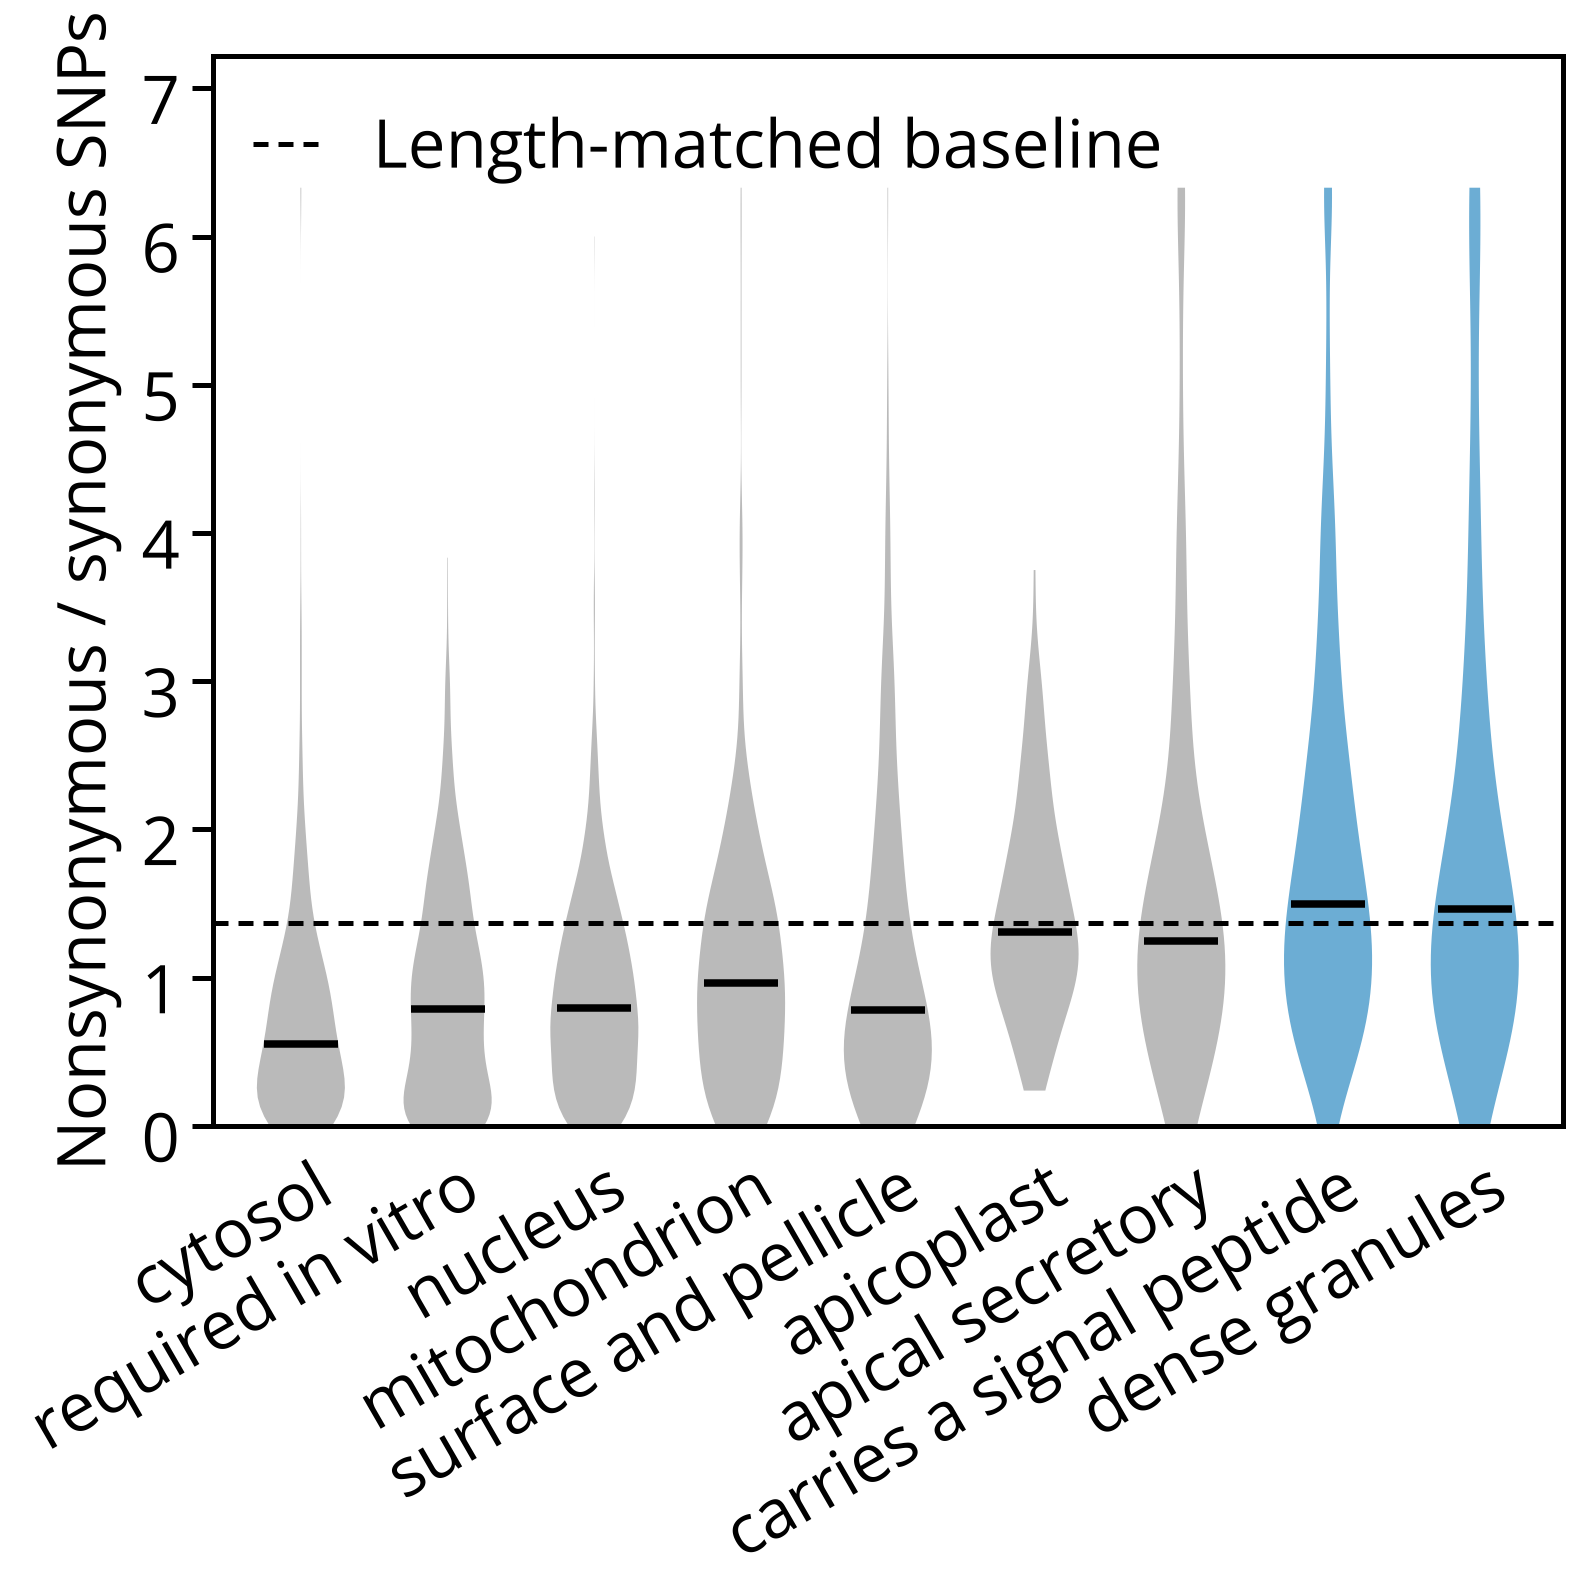 Nonsynonymous / synonymous SNPs
7
6
5
4
3
2
1
0
Length-matched baseline
cytosol
required in vitro
nucleus
mitochondrion
surface and pellicle
apicoplast
apical secretory
carries a signal peptide
dense granules